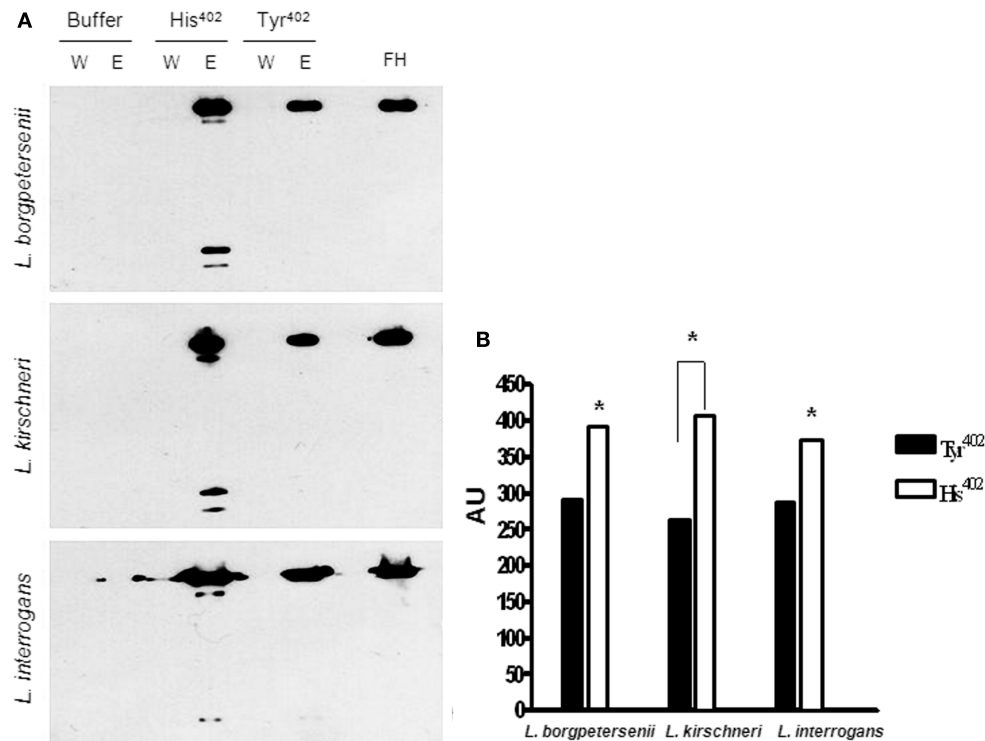 A
Buffer His⁴⁰² Tyr⁴⁰²
W E W E W E FH
L. borgpetersenii
L. kirschneri
L. interrogans
B
*
* *
450
400
350
300
250
200
150
100
50
0
AU
Tyr⁴⁰²
His⁴⁰²
L. borgpetersenii L. kirschneri L. interrogans